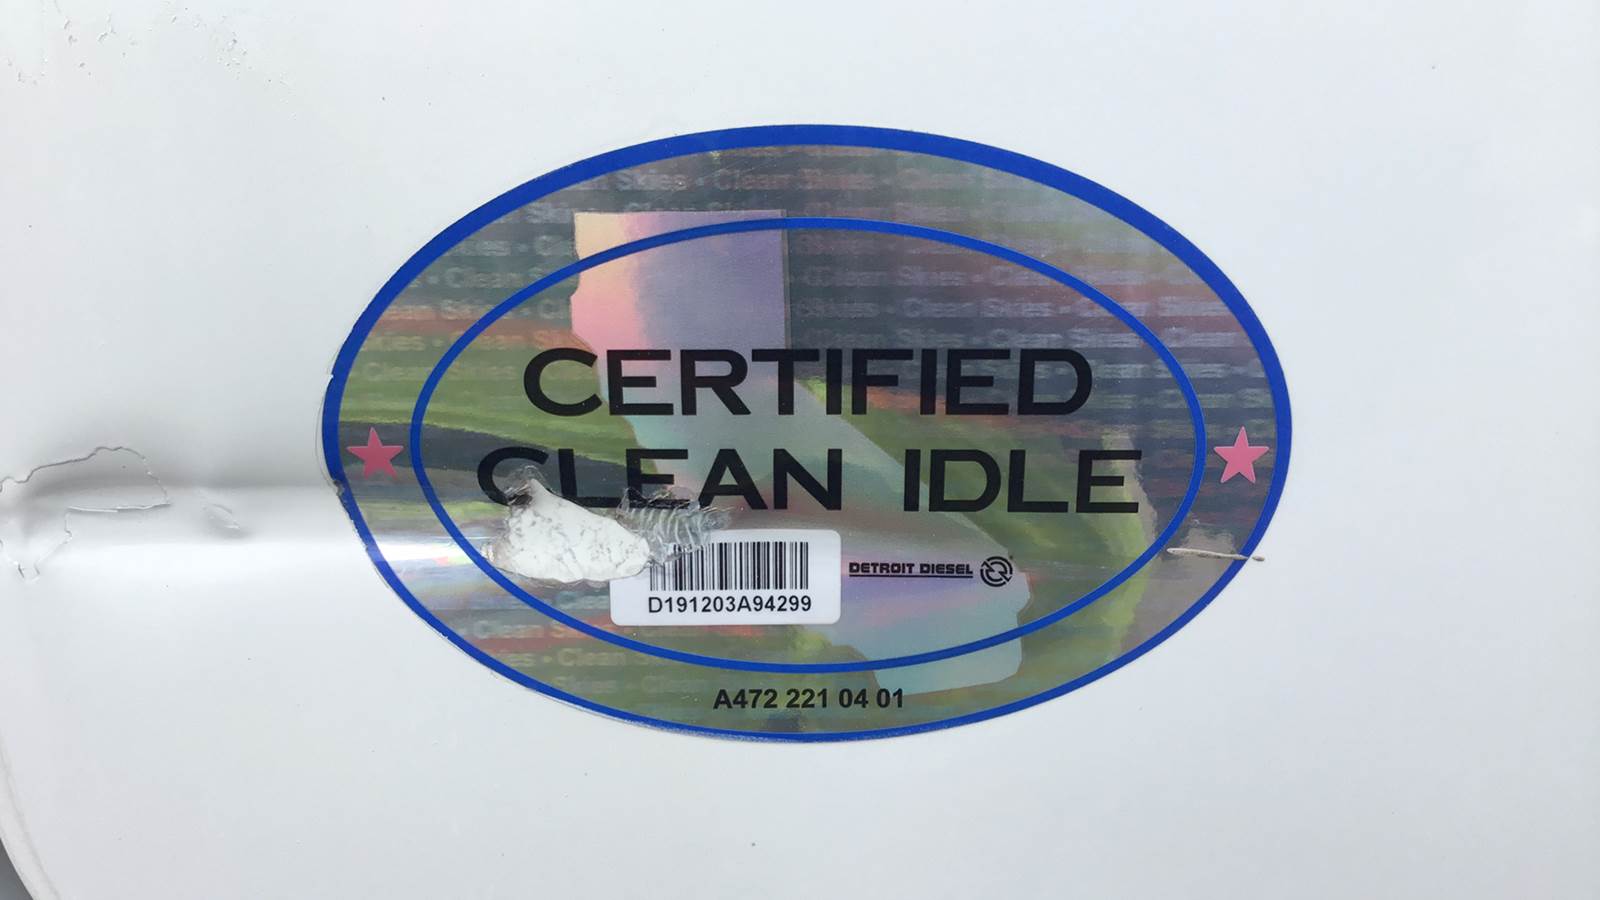 CERTIFIED
CLEAN IDLE
DETROIT DIESEL
D191203A94299
A472 221 04 01